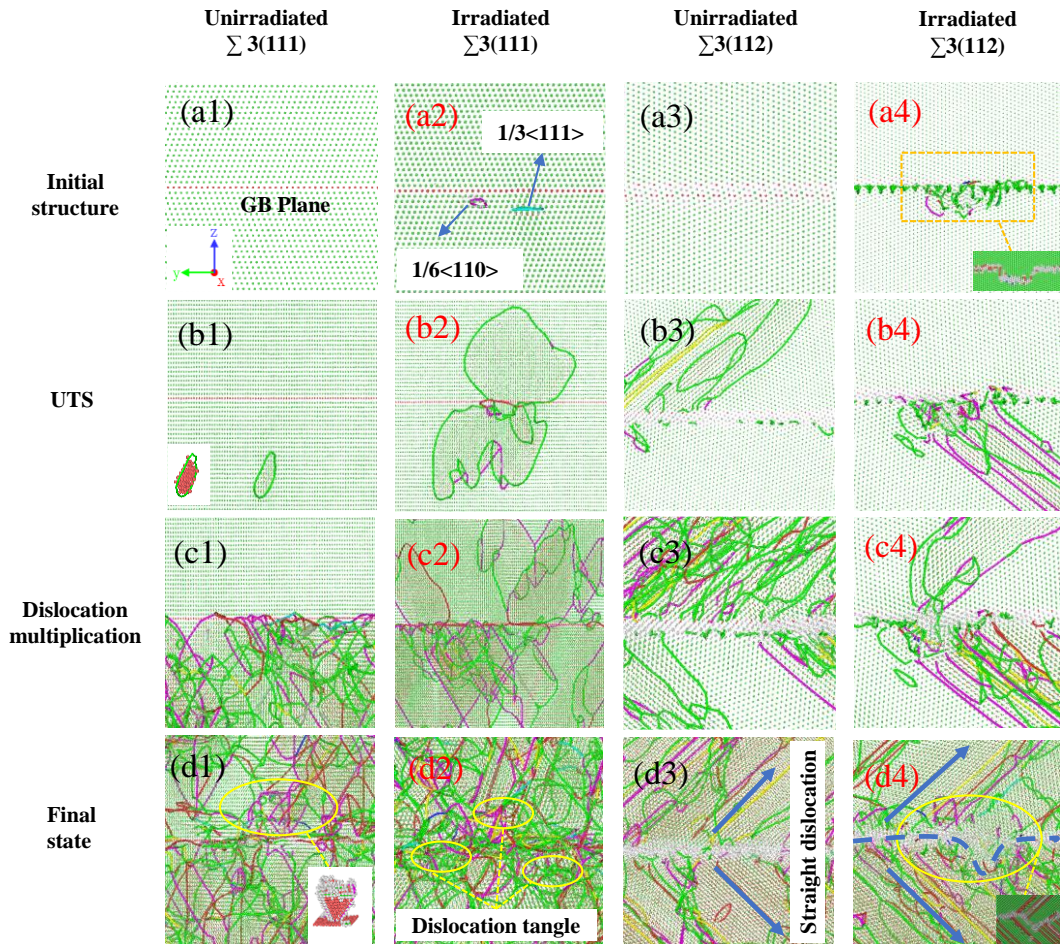 Unirradiated
∑ 3(111)
Irradiated
∑3(111)
Unirradiated
∑3(112)
Irradiated
∑3(112)
Initial
structure
(a1)
GB Plane
z
y
x
(a2)
1/3<111>
1/6<110>
(a3)
(a4)
UTS
(b1)
(b2)
(b3)
(b4)
Dislocation
multiplication
(c1)
(c2)
(c3)
(c4)
Final
state
(d1)
(d2)
Dislocation tangle
(d3)
Straight dislocation
(d4)